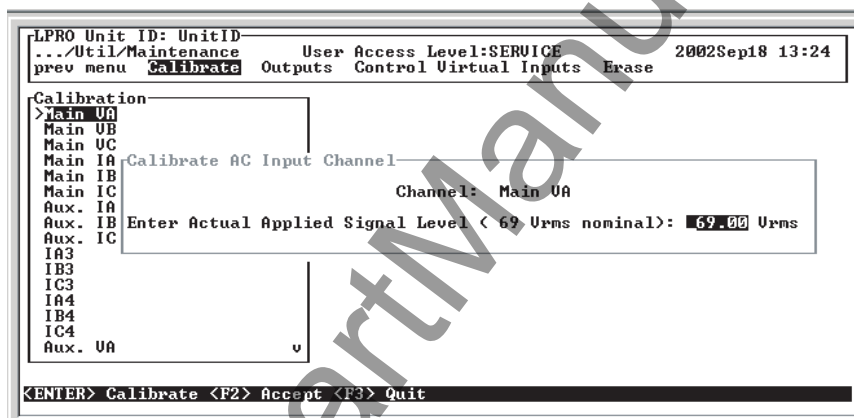 LPRO Unit ID: UnitID
.../Util/Maintenance User Access Level:SERVICE 2002Sep18 13:24
prev menu Calibrate Outputs Control Virtual Inputs Erase
Calibration
>Main VA
Main VB
Main VC
Main IA
Main IB
Main IC
Aux. IA
Aux. IB
Aux. IC
IA3
IB3
IC3
IA4
IB4
IC4
Aux. VA v
Calibrate AC Input Channel
Channel: Main VA
Enter Actual Applied Signal Level ( 69 Vrms nominal): 69.00 Vrms
<ENTER> Calibrate <F2> Accept <F3> Quit
artManu